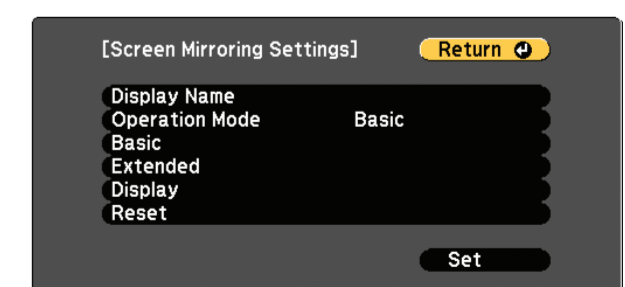 [Screen Mirroring Settings] Return
Display Name
Operation Mode Basic
Basic
Extended
Display
Reset
Set